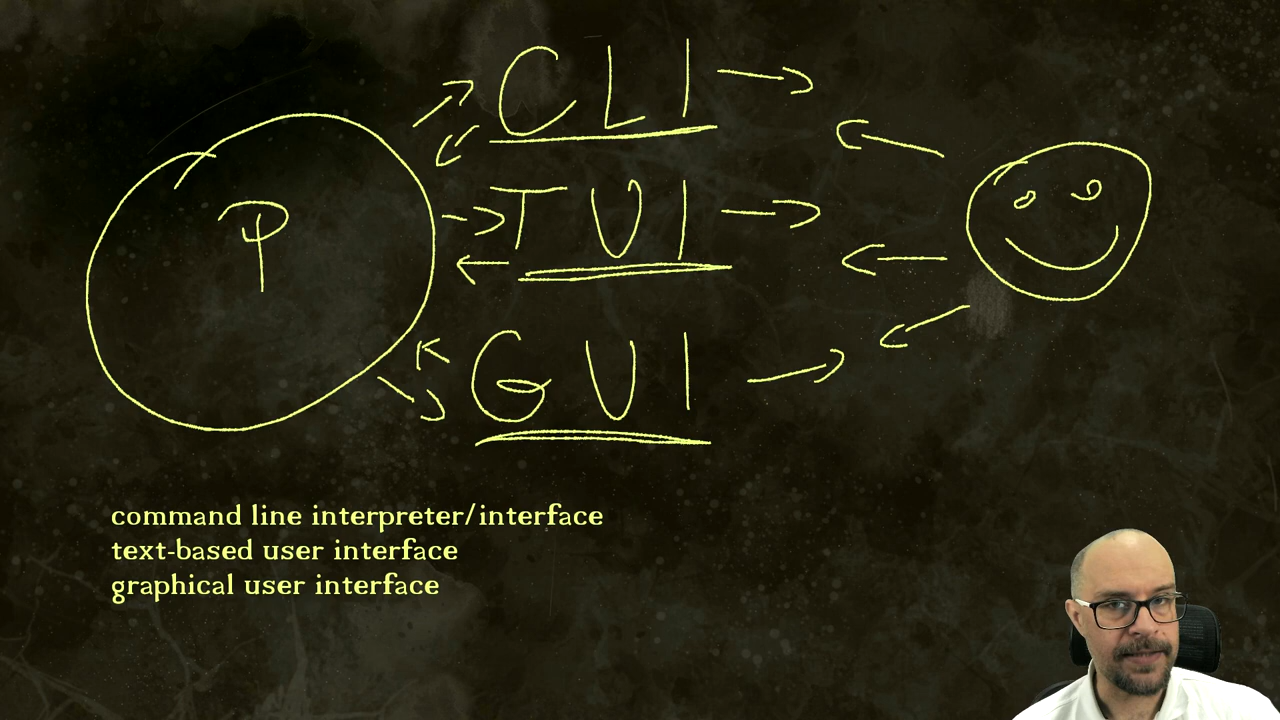 CLI
P
TUI
GUI
command line interpreter/interface
text-based user interface
graphical user interface